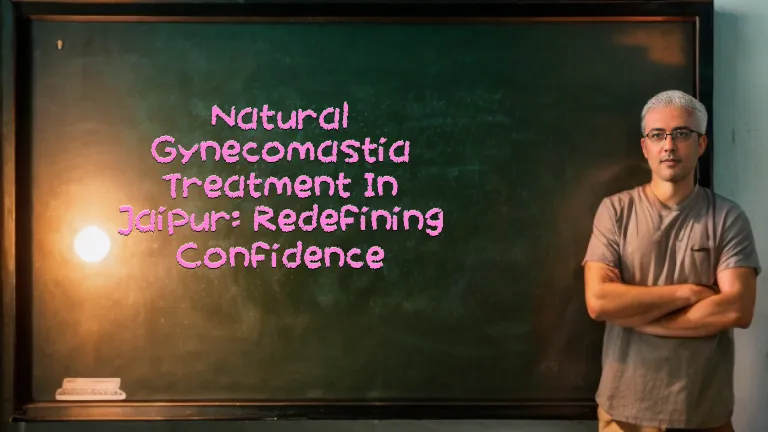 Natural
Gynecomastia
Treatment In
Jaipur: Redefining
Confidence